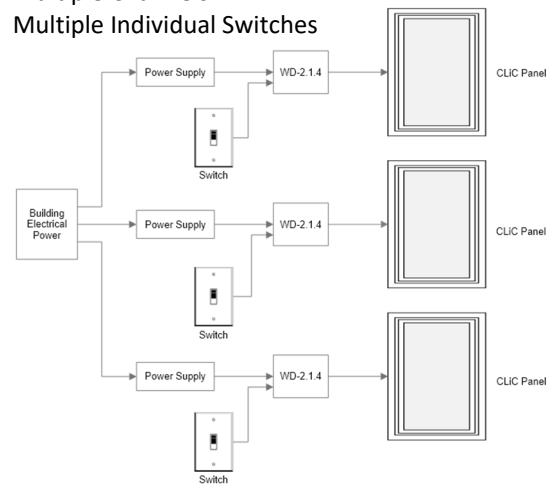 Multiple Individual Switches
Power Supply
WD-2.1.4
CLiC Panel
Switch
Building
Electrical
Power
Power Supply
WD-2.1.4
CLiC Panel
Switch
Power Supply
WD-2.1.4
CLiC Panel
Switch